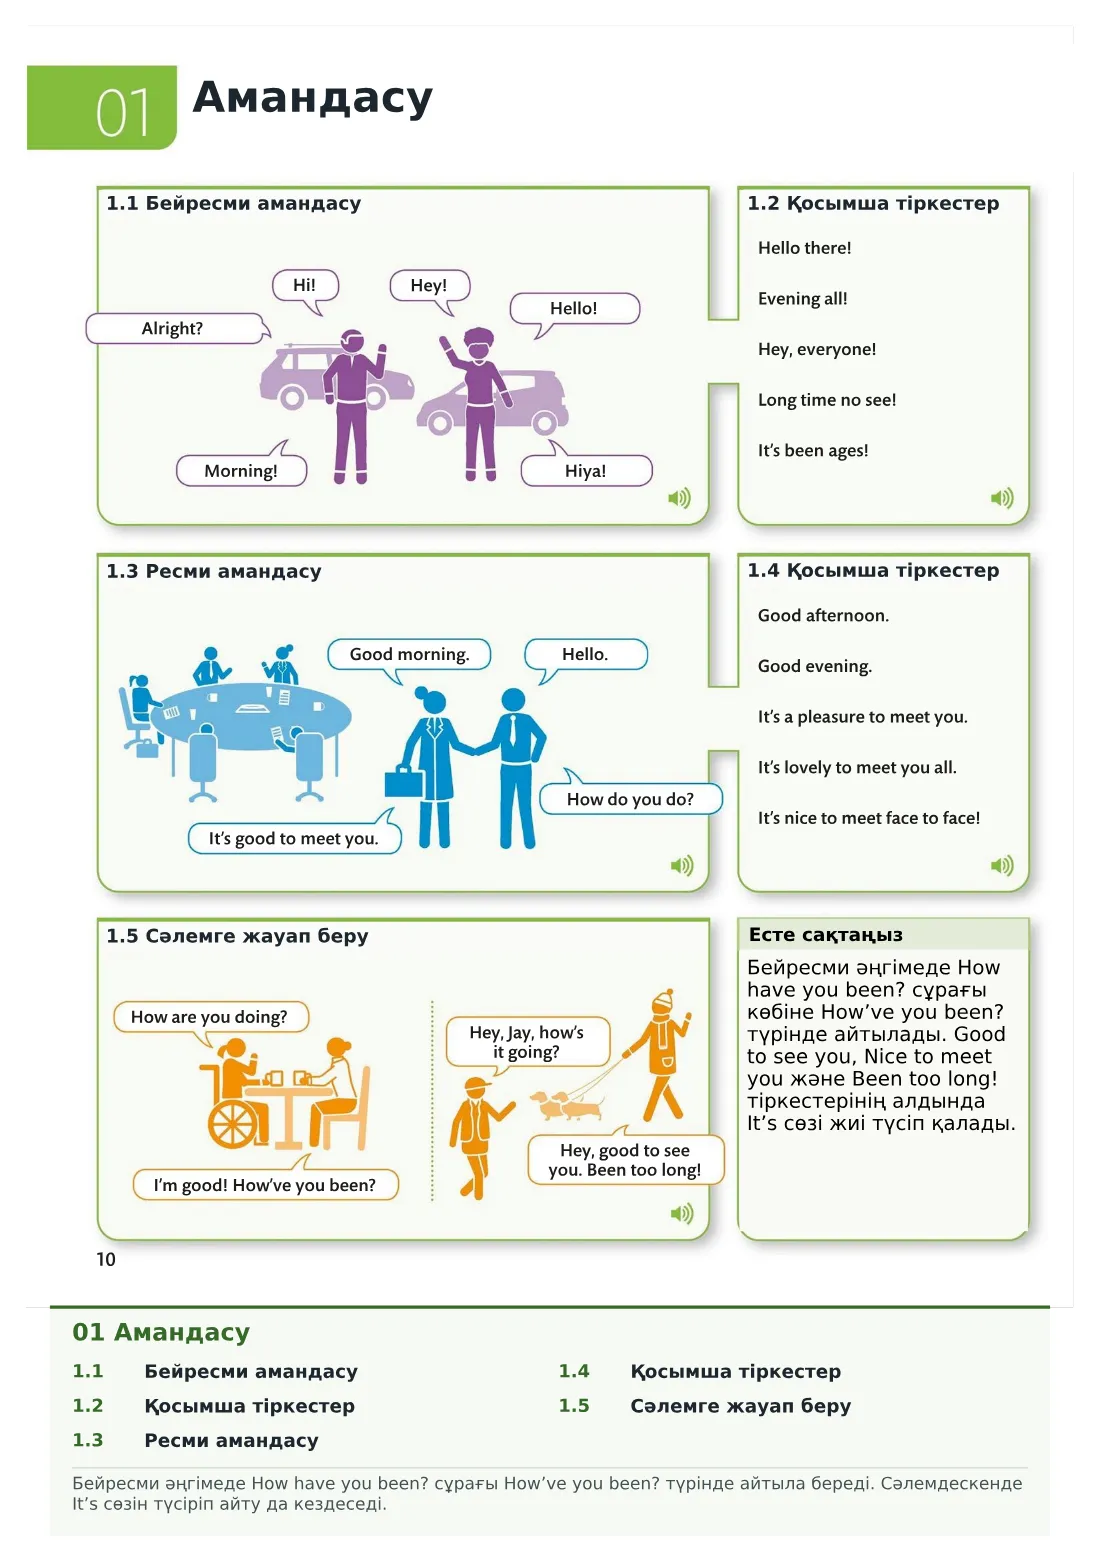 01 Амандасу
1.1 Бейресми амандасу
Hi!
Hey!
Hello!
Alright?
Morning!
Hiya!
1.2 Қосымша тіркестер
Hello there!
Evening all!
Hey, everyone!
Long time no see!
It’s been ages!
1.3 Ресми амандасу
Good morning.
Hello.
How do you do?
It’s good to meet you.
1.4 Қосымша тіркестер
Good afternoon.
Good evening.
It’s a pleasure to meet you.
It’s lovely to meet you all.
It’s nice to meet face to face!
1.5 Сәлемге жауап беру
How are you doing?
I’m good! How’ve you been?
Hey, Jay, how’s
it going?
Hey, good to see
you. Been too long!
Есте сақтаңыз
Бейресми әңгімеде How
have you been? сұрағы
көбіне How’ve you been?
түрінде айтылады. Good
to see you, Nice to meet
you және Been too long!
тіркестерінің алдында
It’s сөзі жиі түсіп қалады.
10
01 Амандасу
1.1 Бейресми амандасу
1.2 Қосымша тіркестер
1.3 Ресми амандасу
1.4 Қосымша тіркестер
1.5 Сәлемге жауап беру
Бейресми әңгімеде How have you been? сұрағы How’ve you been? түрінде айтыла береді. Сәлемдескенде
It’s сөзін түсіріп айту да кездеседі.